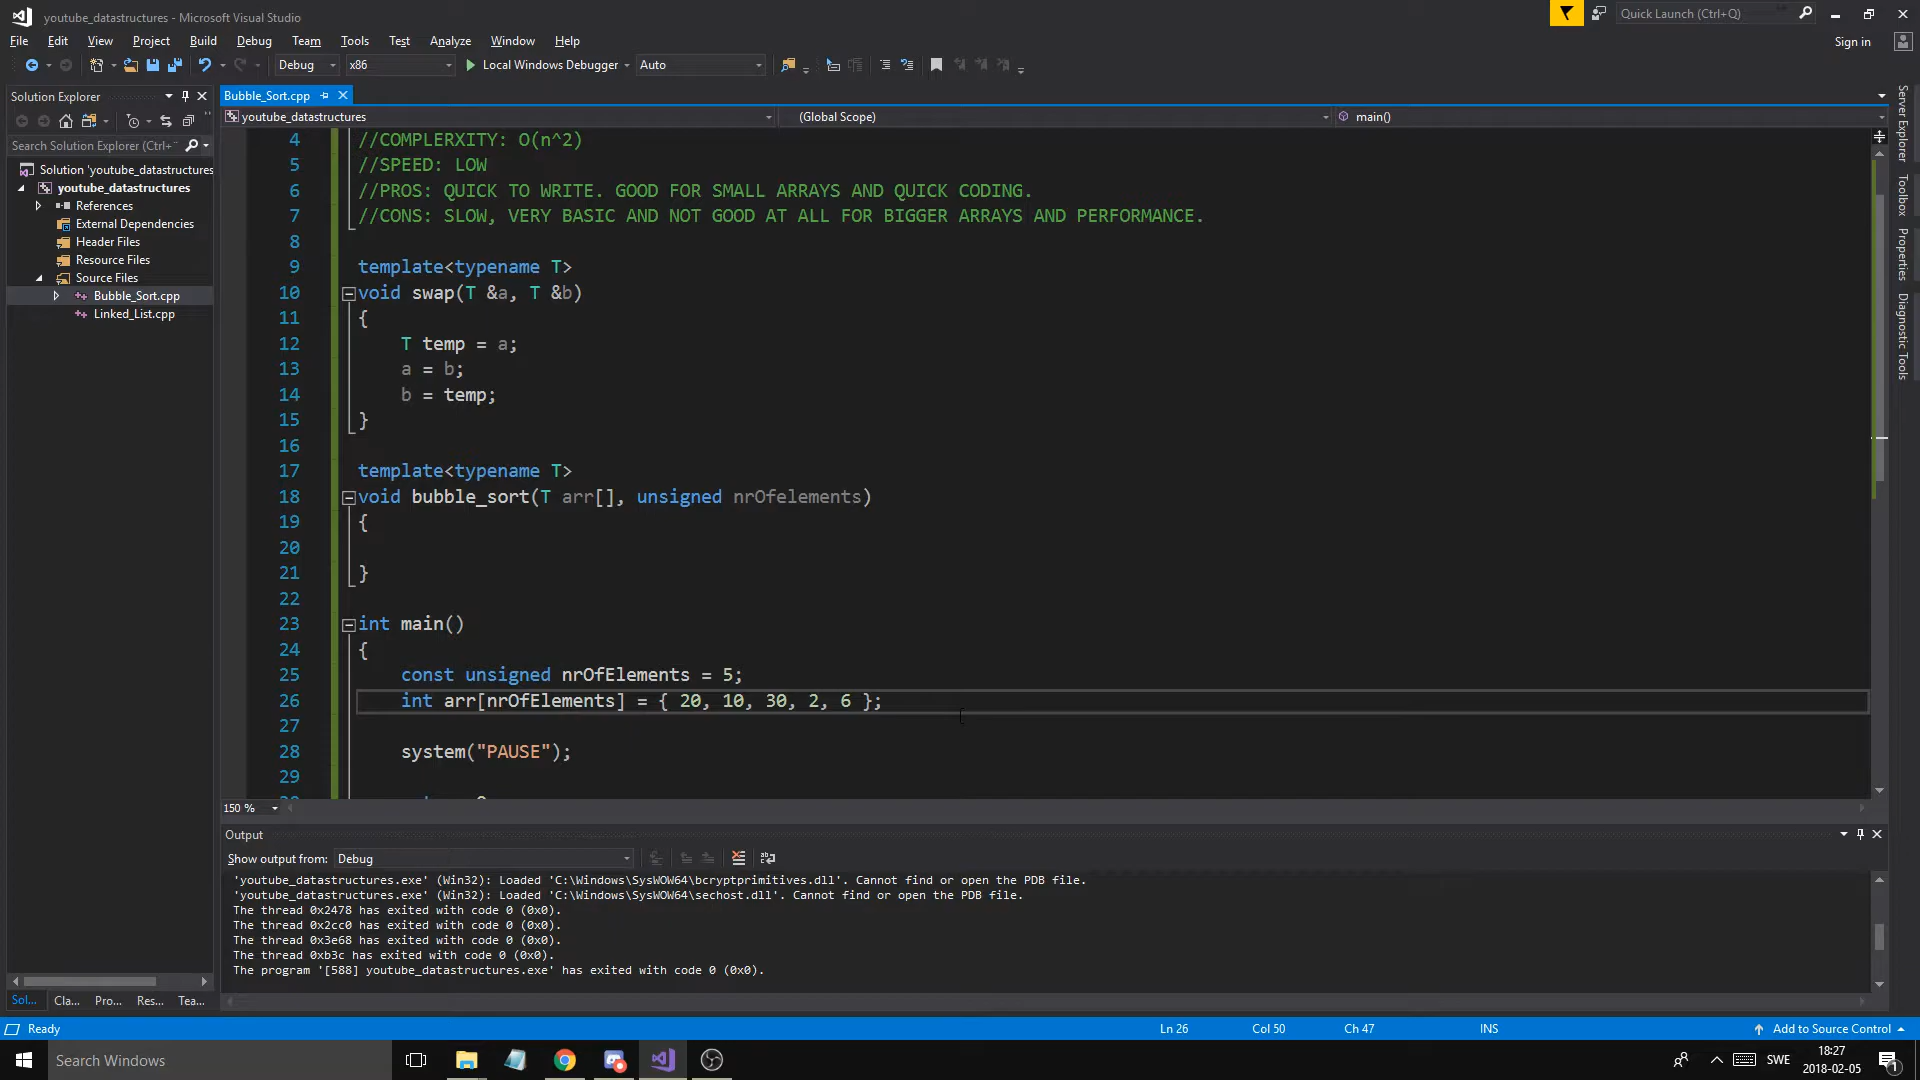 youtube_datastructures - Microsoft Visual Studio
Quick Launch (Ctrl+Q)
File Edit View Project Build Debug Team Tools Test Analyze Window Help
Sign in
Debug x86 Local Windows Debugger Auto
Solution Explorer
Search Solution Explorer (Ctrl+
Solution 'youtube_datastructures
youtube_datastructures
References
External Dependencies
Header Files
Resource Files
Source Files
Bubble_Sort.cpp
Linked_List.cpp
Sol... Cla... Pro... Res... Tea...
Bubble_Sort.cpp
youtube_datastructures (Global Scope) main()
4 //COMPLERXITY: O(n^2)
5 //SPEED: LOW
6 //PROS: QUICK TO WRITE. GOOD FOR SMALL ARRAYS AND QUICK CODING.
7 //CONS: SLOW, VERY BASIC AND NOT GOOD AT ALL FOR BIGGER ARRAYS AND PERFORMANCE.
8
9 template<typename T>
10 void swap(T &a, T &b)
11 {
12 T temp = a;
13 a = b;
14 b = temp;
15 }
16
17 template<typename T>
18 void bubble_sort(T arr[], unsigned nrOfelements)
19 {
20
21 }
22
23 int main()
24 {
25 const unsigned nrOfElements = 5;
26 int arr[nrOfElements] = { 20, 10, 30, 2, 6 };
27
28 system("PAUSE");
29
150 %
Server Explorer
Toolbox
Properties
Diagnostic Tools
Output
Show output from: Debug
'youtube_datastructures.exe' (Win32): Loaded 'C:\Windows\SysWOW64\bcryptprimitives.dll'. Cannot find or open the PDB file.
'youtube_datastructures.exe' (Win32): Loaded 'C:\Windows\SysWOW64\sechost.dll'. Cannot find or open the PDB file.
The thread 0x2478 has exited with code 0 (0x0).
The thread 0x2cc0 has exited with code 0 (0x0).
The thread 0x3e68 has exited with code 0 (0x0).
The thread 0xb3c has exited with code 0 (0x0).
The program '[588] youtube_datastructures.exe' has exited with code 0 (0x0).
Ready Ln 26 Col 50 Ch 47 INS Add to Source Control
Search Windows
SWE
18:27
2018-02-05
1